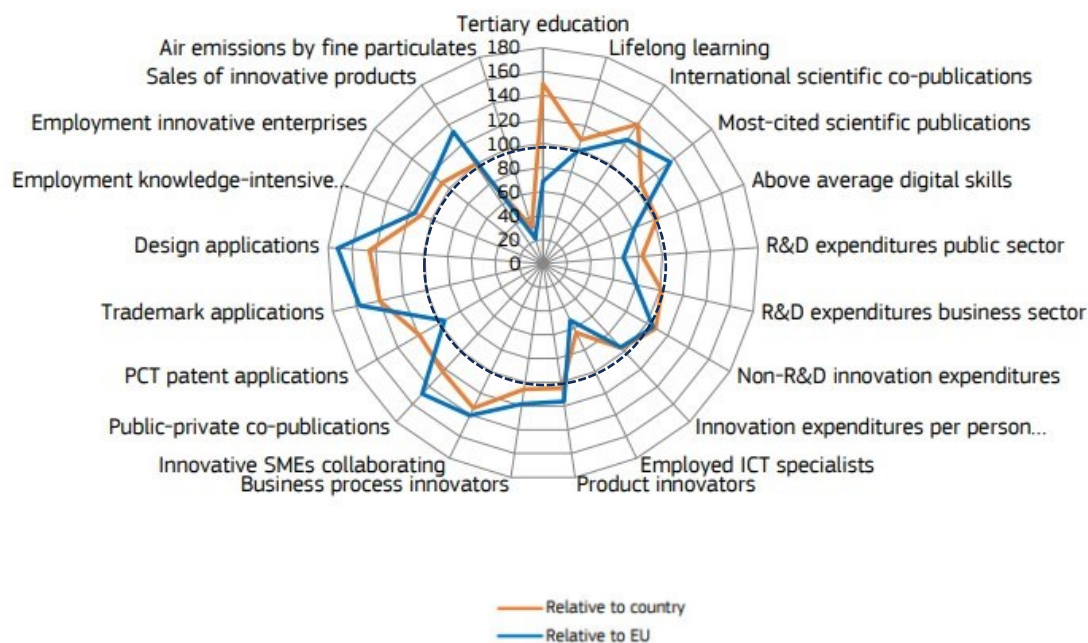 Tertiary education
Air emissions by fine particulates
180
Lifelong learning
Sales of innovative products
160
International scientific co-publications
140
Employment innovative enterprises
120
Most-cited scientific publications
100
Employment knowledge-intensive...
80
Above average digital skills
60
40
Design applications
20
R&D expenditures public sector
0
Trademark applications
R&D expenditures business sector
PCT patent applications
Non-R&D innovation expenditures
Public-private co-publications
Innovation expenditures per person...
Innovative SMEs collaborating
Employed ICT specialists
Business process innovators
Product innovators
Relative to country
Relative to EU